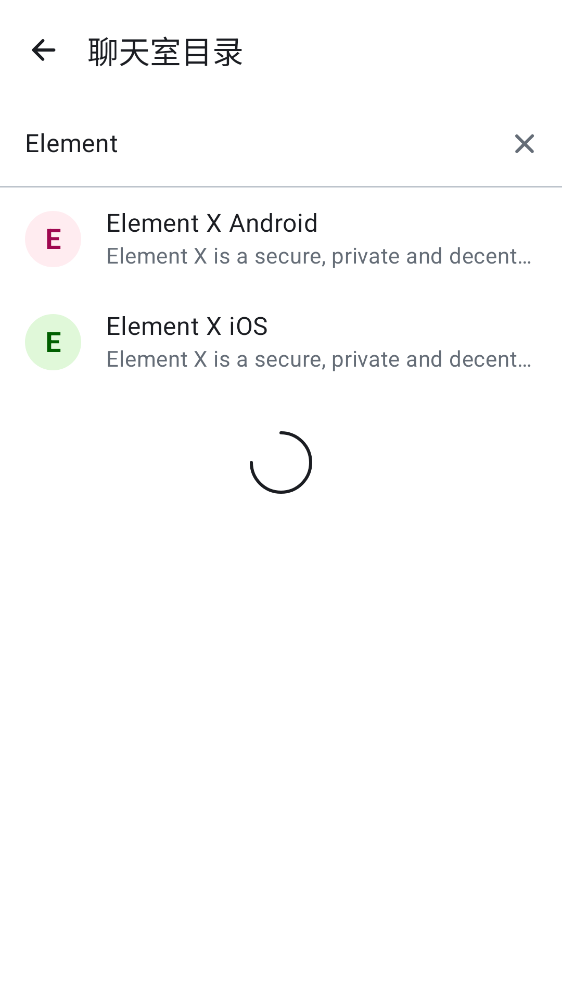 聊天室目录
Element
E
Element X Android
Element X is a secure, private and decent...
E
Element X iOS
Element X is a secure, private and decent...